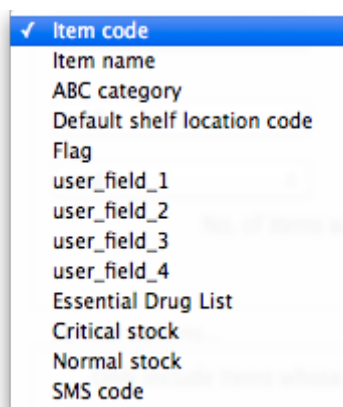 ✓ Item code
Item name
ABC category
Default shelf location code
Flag
user_field_1
user_field_2
user_field_3
user_field_4
Essential Drug List
Critical stock
Normal stock
SMS code